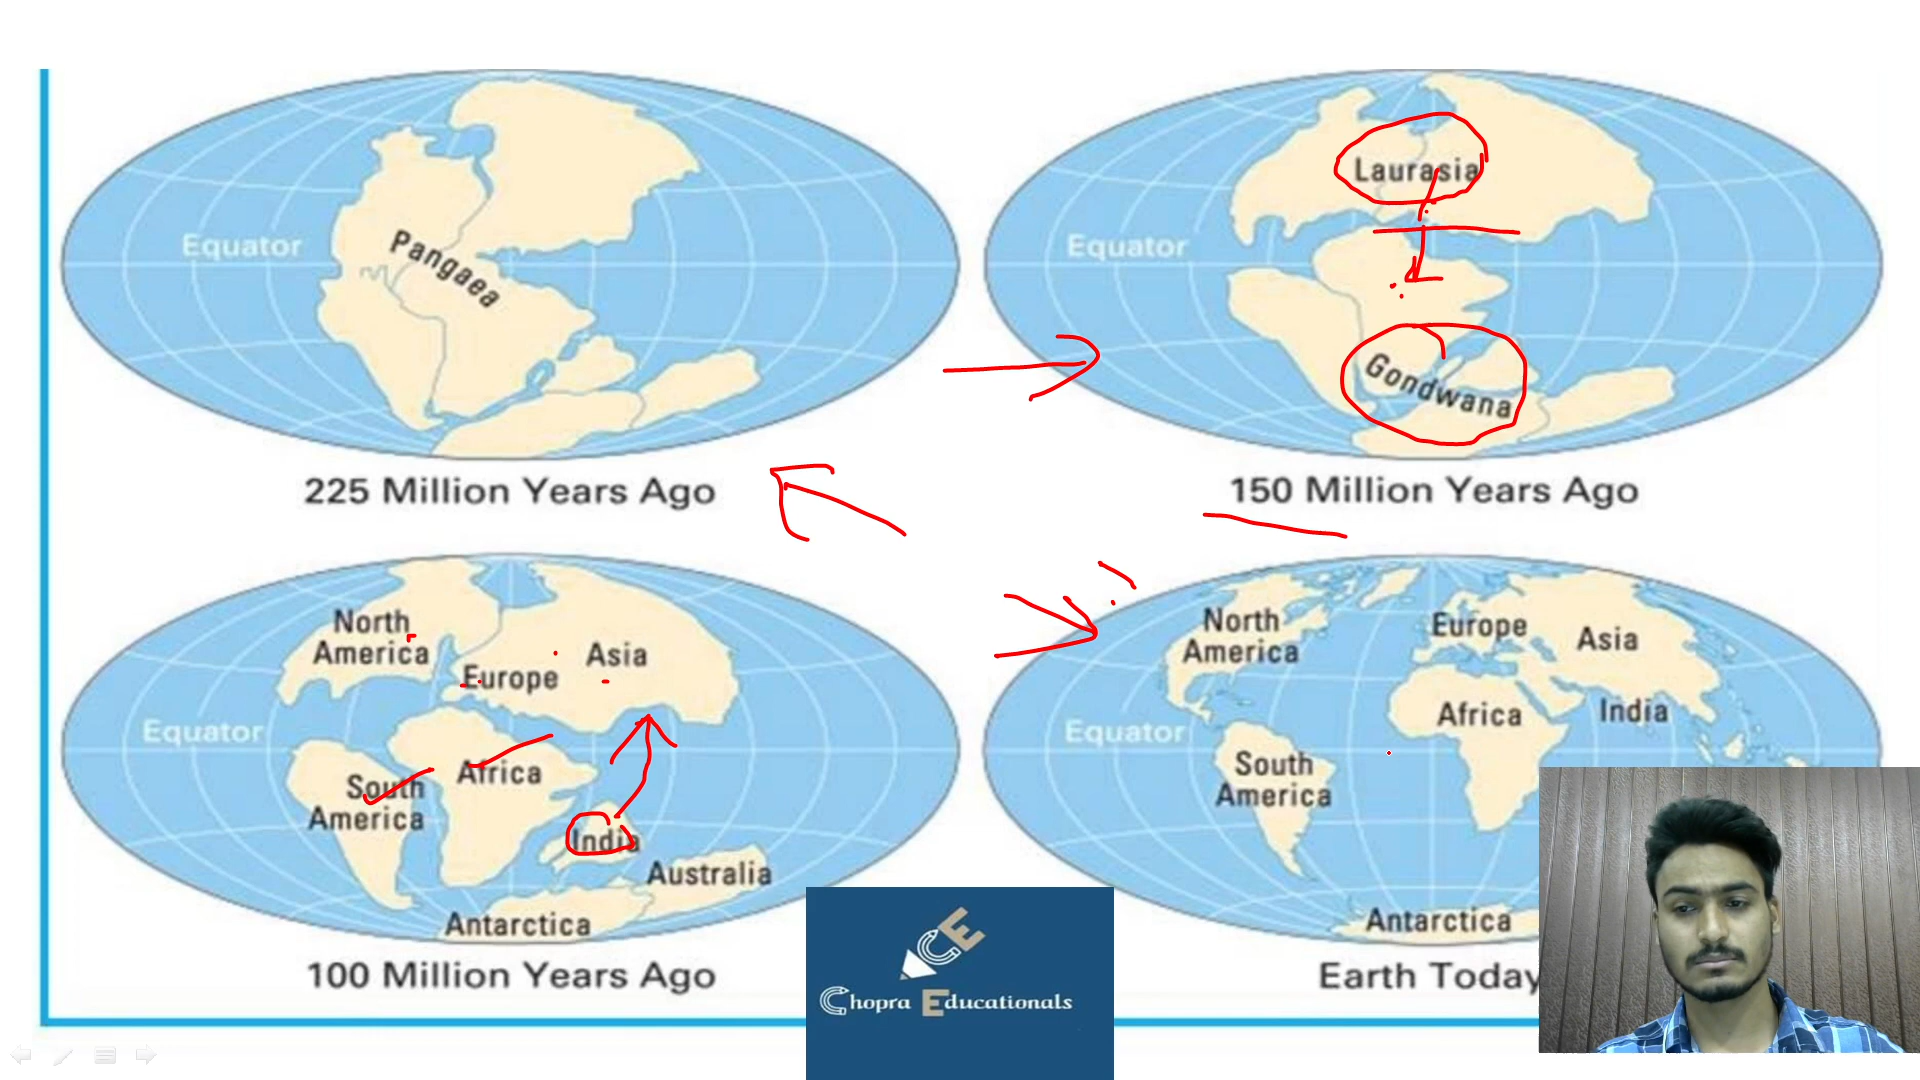 Pangaea
Equator
225 Million Years Ago
Laurasia
Equator
Gondwana
150 Million Years Ago
North
America
Europe
Asia
Equator
South
America
Africa
India
Australia
Antarctica
100 Million Years Ago
North
America
Europe
Asia
Equator
Africa
India
South
America
Antarctica
Earth Today
CE
Chopra Educationals